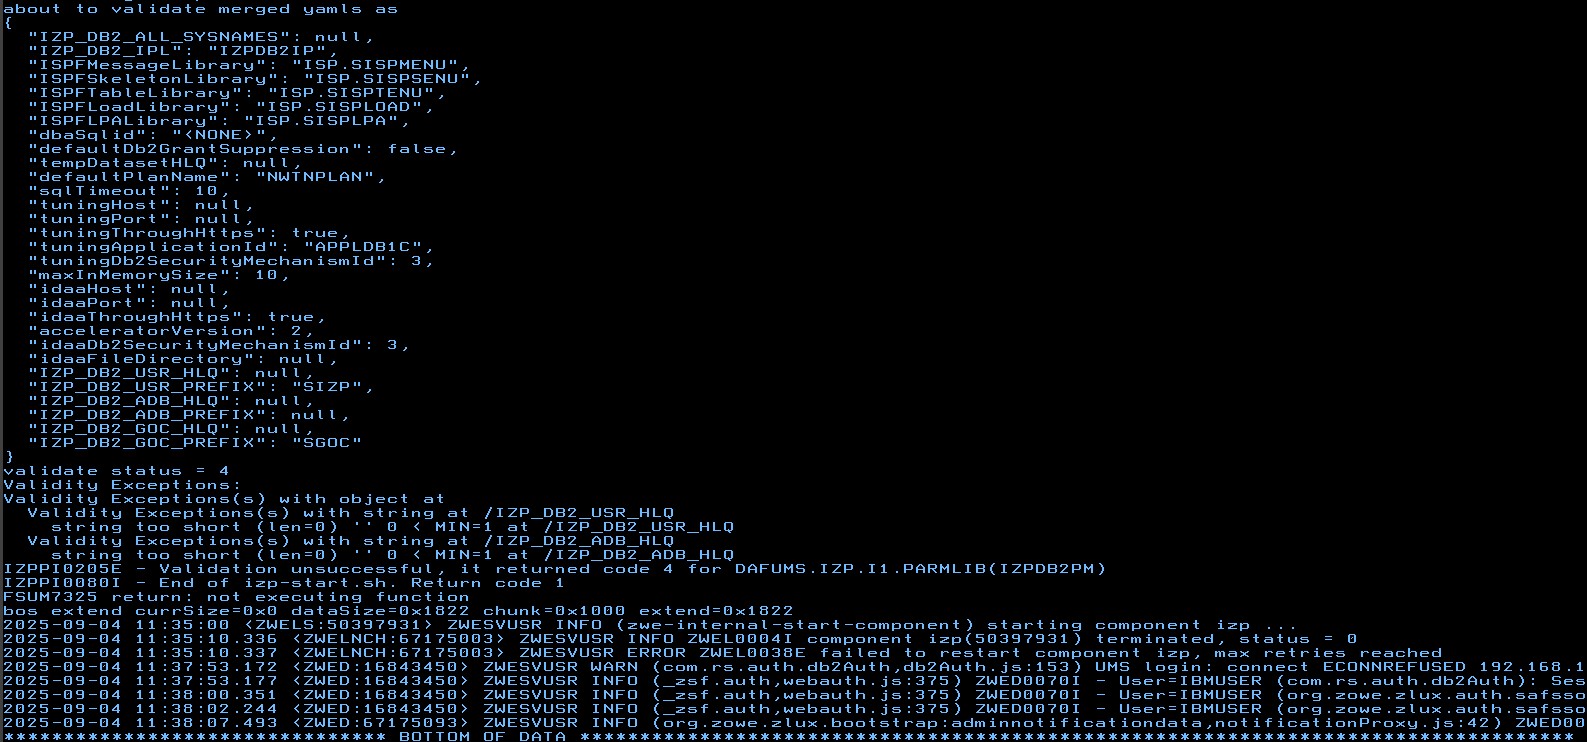 about to validate merged yamls as
{
  "IZP_DB2_ALL_SYSNAMES": null,
  "IZP_DB2_IPL": "IZPDB2IP",
  "ISPFMessageLibrary": "ISP.SISPMENU",
  "ISPFSkeletonLibrary": "ISP.SISPSENU",
  "ISPFTableLibrary": "ISP.SISPTENU",
  "ISPFLoadLibrary": "ISP.SISPLOAD",
  "ISPFLPALibrary": "ISP.SISPLPA",
  "dbaSqlid": "<NONE>",
  "defaultDb2GrantSuppression": false,
  "tempDatasetHLQ": null,
  "defaultPlanName": "NWTNPLAN",
  "sqlTimeout": 10,
  "tuningHost": null,
  "tuningPort": null,
  "tuningThroughHttps": true,
  "tuningApplicationId": "APPLDB1C",
  "tuningDb2SecurityMechanismId": 3,
  "maxInMemorySize": 10,
  "idaaHost": null,
  "idaaPort": null,
  "idaaThroughHttps": true,
  "acceleratorVersion": 2,
  "idaaDb2SecurityMechanismId": 3,
  "idaaFileDirectory": null,
  "IZP_DB2_USR_HLQ": null,
  "IZP_DB2_USR_PREFIX": "SIZP",
  "IZP_DB2_ADB_HLQ": null,
  "IZP_DB2_ADB_PREFIX": null,
  "IZP_DB2_GOC_HLQ": null,
  "IZP_DB2_GOC_PREFIX": "SGOC"
}
validate status = 4
Validity Exceptions:
Validity Exceptions(s) with object at
  Validity Exceptions(s) with string at /IZP_DB2_USR_HLQ
    string too short (len=0) '' 0 < MIN=1 at /IZP_DB2_USR_HLQ
  Validity Exceptions(s) with string at /IZP_DB2_ADB_HLQ
    string too short (len=0) '' 0 < MIN=1 at /IZP_DB2_ADB_HLQ
IZPPI0205E - Validation unsuccessful, it returned code 4 for DAFUMS.IZP.I1.PARMLIB(IZPDB2PM)
IZPPI0080I - End of izp-start.sh. Return code 1
FSUM7325 return: not executing function
bos extend currSize=0x0 dataSize=0x1822 chunk=0x1000 extend=0x1822
2025-09-04 11:35:00 <ZWELS:50397931> ZWESVUSR INFO (zwe-internal-start-component) starting component izp ...
2025-09-04 11:35:10.336 <ZWELNCH:67175003> ZWESVUSR INFO ZWEL0004I component izp(50397931) terminated, status = 0
2025-09-04 11:35:10.337 <ZWELNCH:67175003> ZWESVUSR ERROR ZWEL0038E failed to restart component izp, max retries reached
2025-09-04 11:37:53.172 <ZWED:16843450> ZWESVUSR WARN (com.rs.auth.db2Auth,db2Auth.js:153) UMS login: connect ECONNREFUSED 192.168.1
2025-09-04 11:37:53.177 <ZWED:16843450> ZWESVUSR INFO (_zsf.auth,webauth.js:375) ZWED0070I - User=IBMUSER (com.rs.auth.db2Auth): Ses
2025-09-04 11:38:00.351 <ZWED:16843450> ZWESVUSR INFO (_zsf.auth,webauth.js:375) ZWED0070I - User=IBMUSER (org.zowe.zlux.auth.safsso
2025-09-04 11:38:02.244 <ZWED:16843450> ZWESVUSR INFO (_zsf.auth,webauth.js:375) ZWED0070I - User=IBMUSER (org.zowe.zlux.auth.safsso
2025-09-04 11:38:07.493 <ZWED:67175093> ZWESVUSR INFO (org.zowe.zlux.bootstrap:adminnotificationdata,notificationProxy.js:42) ZWED00
******************************** BOTTOM OF DATA ***********************************************************************************